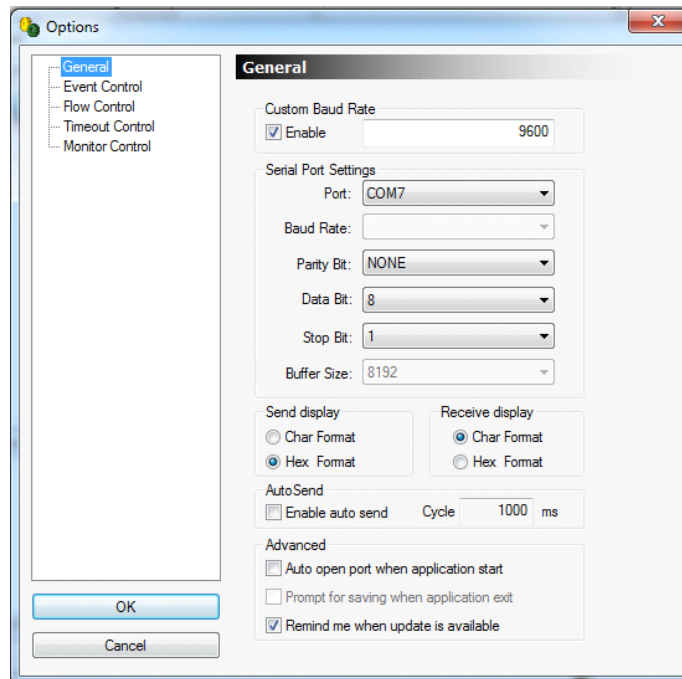 Options
General
Event Control
Flow Control
Timeout Control
Monitor Control
OK
Cancel
General
Custom Baud Rate
Enable 9600
Serial Port Settings
Port: COM7
Baud Rate:
Parity Bit: NONE
Data Bit: 8
Stop Bit: 1
Buffer Size: 8192
Send display
Char Format
Hex Format
Receive display
Char Format
Hex Format
AutoSend
Enable auto send Cycle 1000 ms
Advanced
Auto open port when application start
Prompt for saving when application exit
Remind me when update is available